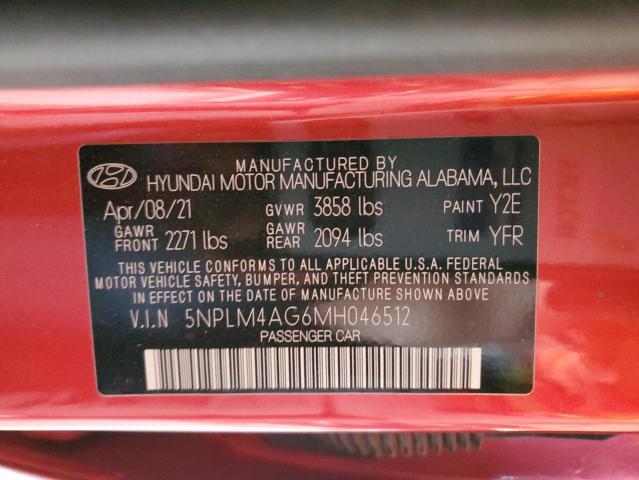 MANUFACTURED BY
HYUNDAI MOTOR MANUFACTURING ALABAMA, LLC
Apr/08/21 GVWR 3858 lbs PAINT Y2E
GAWR FRONT 2271 lbs GAWR REAR 2094 lbs TRIM YFR
THIS VEHICLE CONFORMS TO ALL APPLICABLE U.S.A. FEDERAL
MOTOR VEHICLE SAFETY, BUMPER, AND THEFT PREVENTION STANDARDS
IN EFFECT ON THE DATE OF MANUFACTURE SHOWN ABOVE.
V.I.N 5NPLM4AG6MH046512
PASSENGER CAR